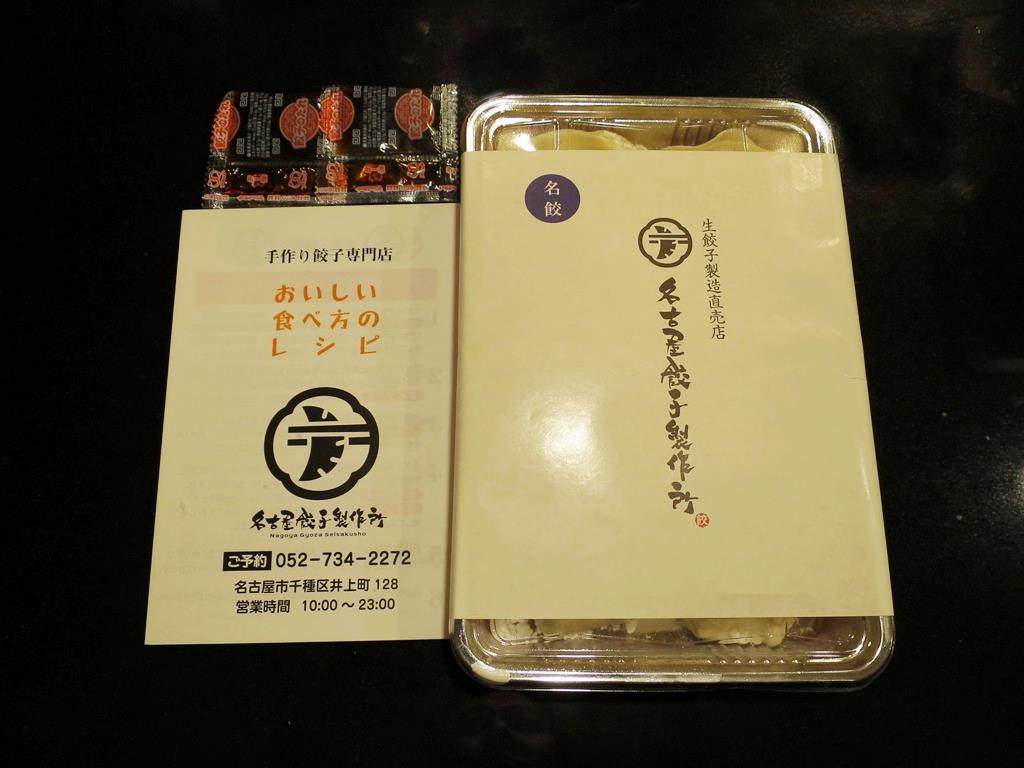 手作り餃子専門店
おいしい
食べ方の
レシピ
名古屋餃子製作所
Nagoya Gyoza Seisakusho
ご予約 052-734-2272
名古屋市千種区井上町 128
営業時間 10:00～23:00
名餃
生餃子製造直売店
名古屋餃子製作所
餃